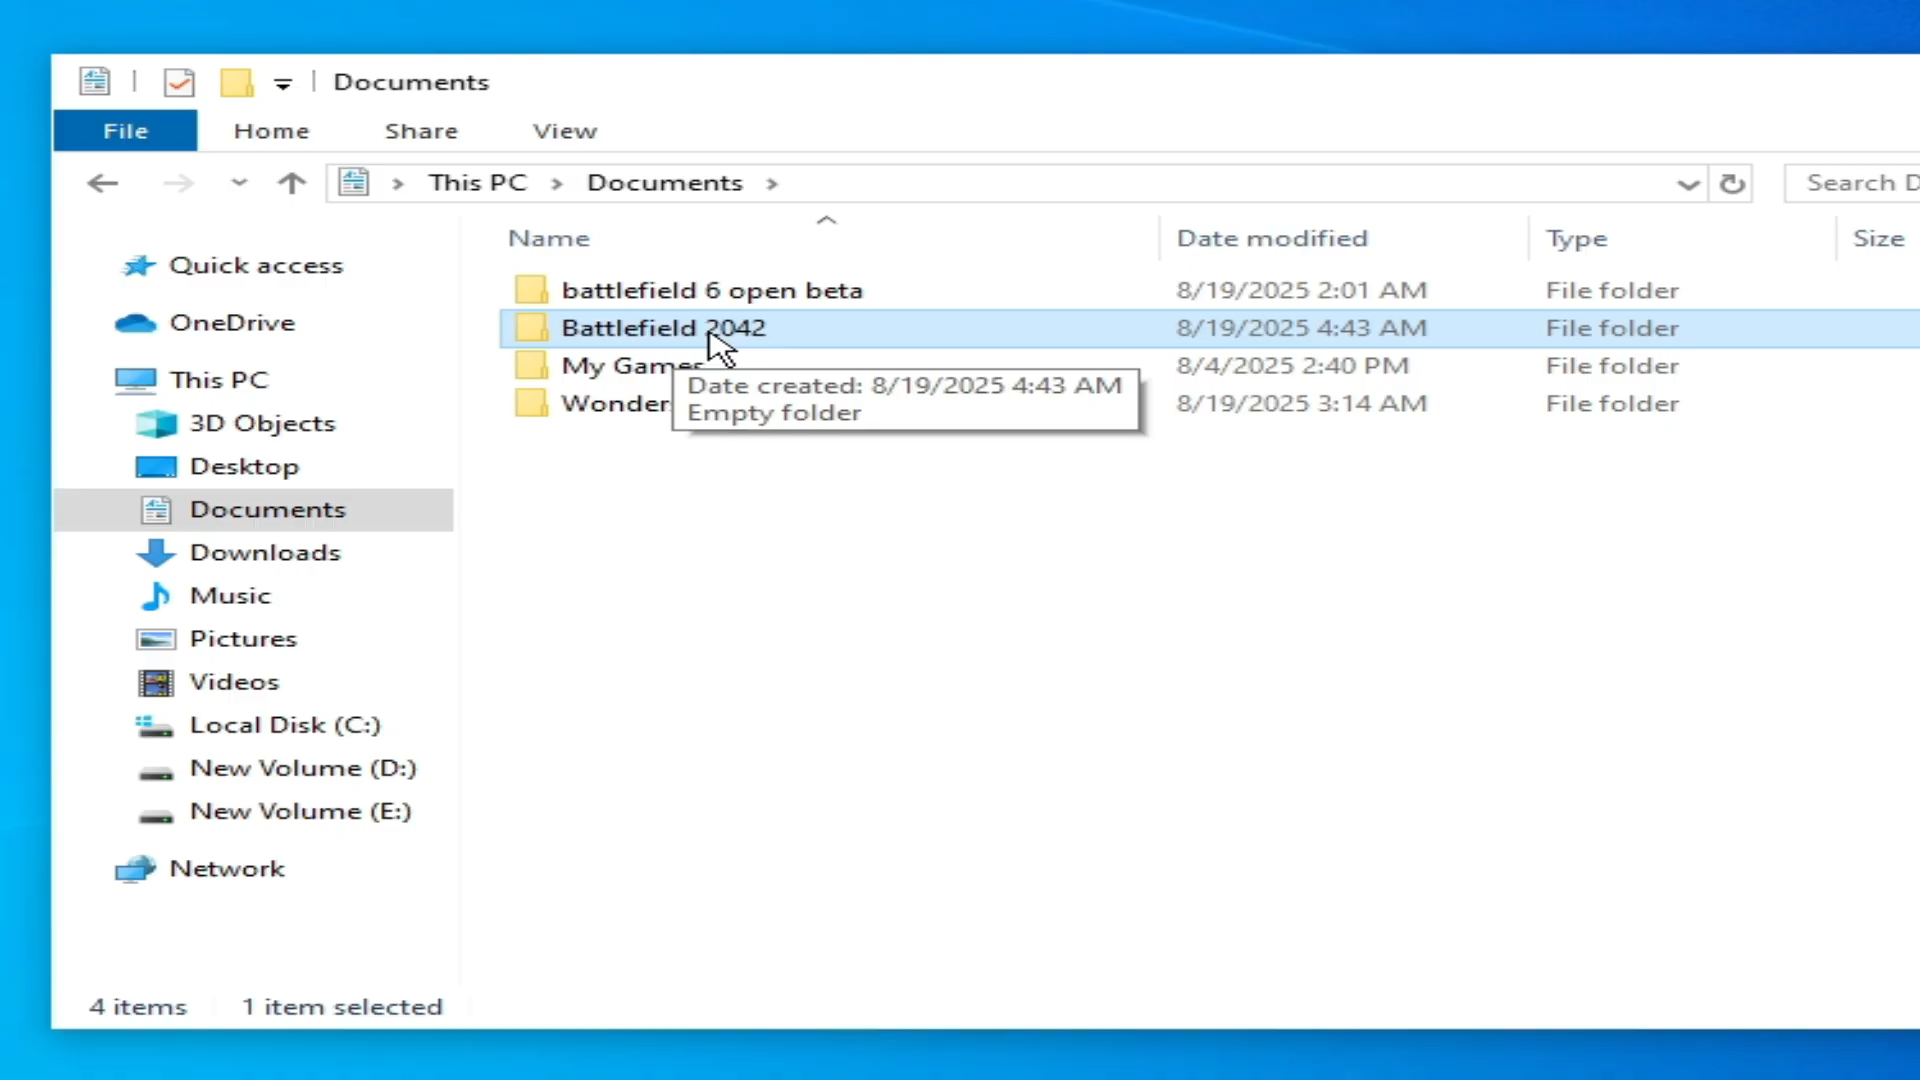 Documents
File Home Share View
This PC Documents
Search D
Name Date modified Type Size
Quick access
OneDrive
This PC
3D Objects
Desktop
Documents
Downloads
Music
Pictures
Videos
Local Disk (C:)
New Volume (D:)
New Volume (E:)
Network
battlefield 6 open beta 8/19/2025 2:01 AM File folder
Battlefield 2042 8/19/2025 4:43 AM File folder
My Games 8/4/2025 2:40 PM File folder
Wonder 8/19/2025 3:14 AM File folder
Date created: 8/19/2025 4:43 AM
Empty folder
4 items 1 item selected